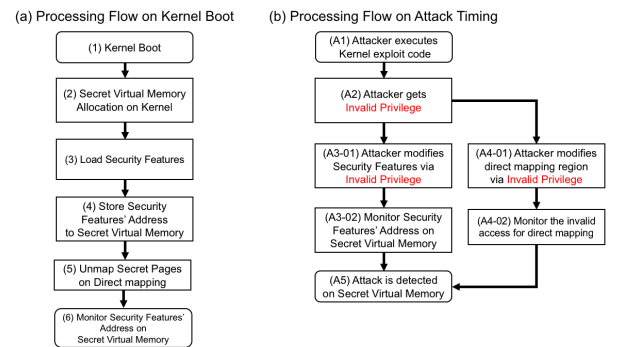 (a) Processing Flow on Kernel Boot
(1) Kernel Boot
(2) Secret Virtual Memory
Allocation on Kernel
(3) Load Security Features
(4) Store Security
Features' Address
to Secret Virtual Memory
(5) Unmap Secret Pages
on Direct mapping
(6) Monitor Security Features'
Address on
Secret Virtual Memory
(b) Processing Flow on Attack Timing
(A1) Attacker executes
Kernel exploit code
(A2) Attacker gets
Invalid Privilege
(A3-01) Attacker modifies
Security Features via
Invalid Privilege
(A3-02) Monitor Security
Features' Address on
Secret Virtual Memory
(A4-01) Attacker modifies
direct mapping region
via Invalid Privilege
(A4-02) Monitor the invalid
access for direct mapping
(A5) Attack is detected
on Secret Virtual Memory